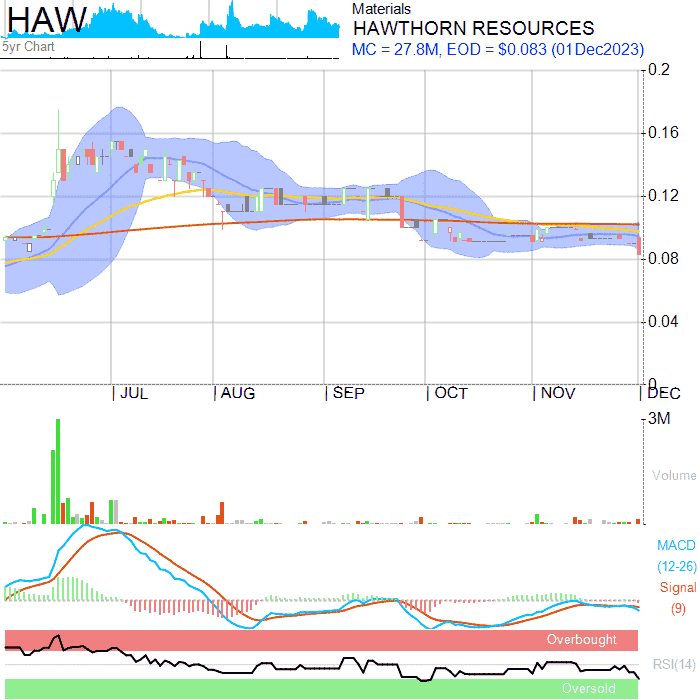 HAW
Materials
HAWTHORN RESOURCES
5yr Chart
MC = 27.8M, EOD = $0.083 (01Dec2023)
0.2
0.16
0.12
0.08
0.04
0
JUL AUG SEP OCT NOV DEC
3M
Volume
MACD
(12-26)
Signal
(9)
Overbought
RSI(14)
Oversold